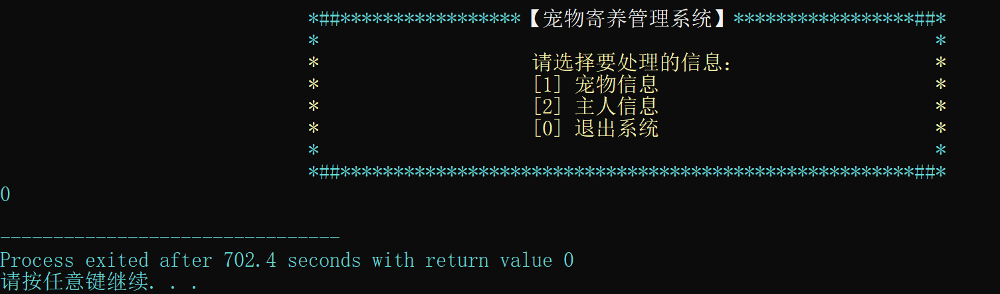 *##*****************【宠物寄养管理系统】*****************##*
*                                                          *
*                    请选择要处理的信息:                    *
*                    [1] 宠物信息                          *
*                    [2] 主人信息                          *
*                    [0] 退出系统                          *
*                                                          *
*##******************************************************##*
0
--------------------------------
Process exited after 702.4 seconds with return value 0
请按任意键继续. . .